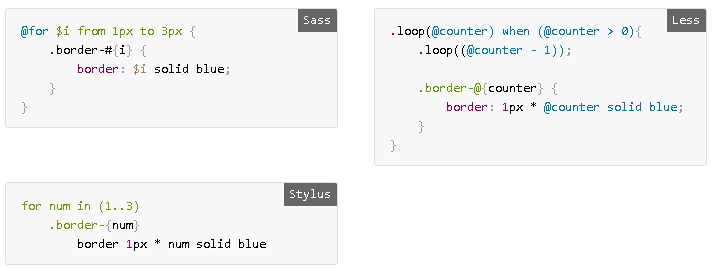 Sass
@for $i from 1px to 3px {
    .border-#{i} {
        border: $i solid blue;
    }
}
Less
.loop(@counter) when (@counter > 0){
    .loop((@counter - 1));

    .border-@{counter} {
        border: 1px * @counter solid blue;
    }
}
Stylus
for num in (1..3)
    .border-{num}
        border 1px * num solid blue